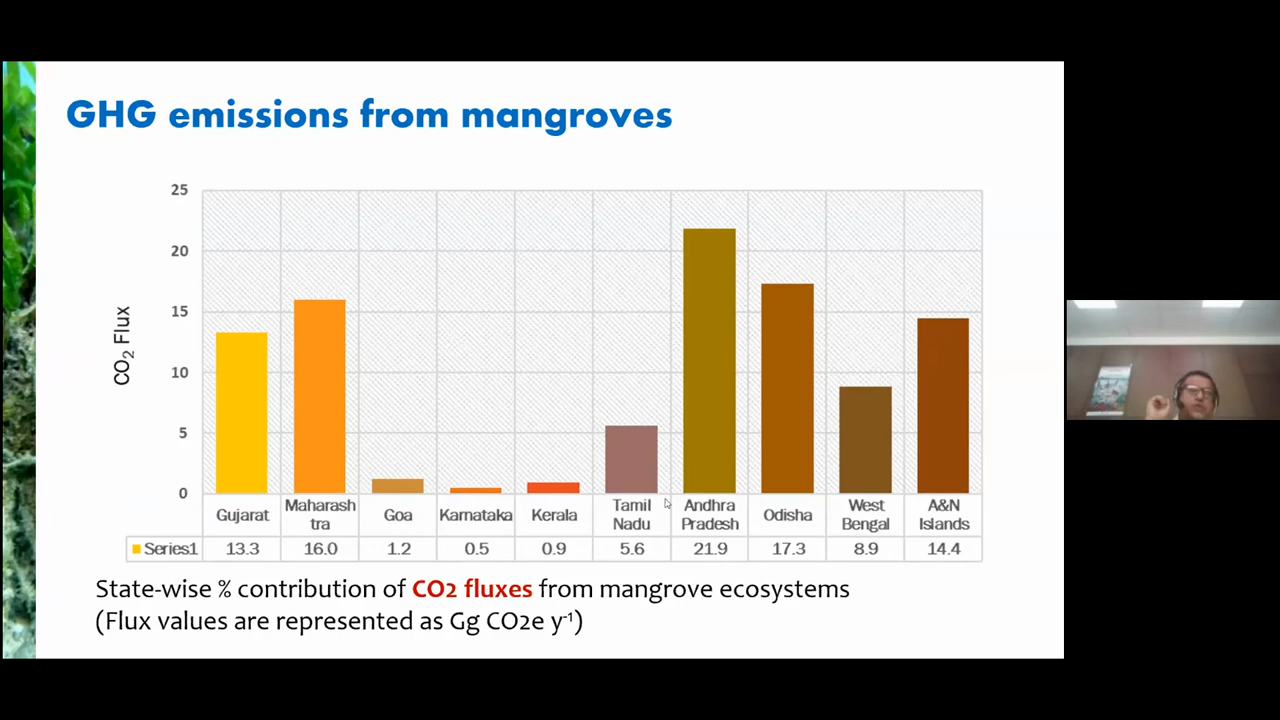 GHG emissions from mangroves
25
20
15
10
5
0
CO2 Flux
Gujarat
Maharash
tra
Goa
Karnataka
Kerala
Tamil
Nadu
Andhra
Pradesh
Odisha
West
Bengal
A&N
Islands
Series1 13.3 16.0 1.2 0.5 0.9 5.6 21.9 17.3 8.9 14.4
State-wise % contribution of CO2 fluxes from mangrove ecosystems
(Flux values are represented as Gg CO2e y-1)